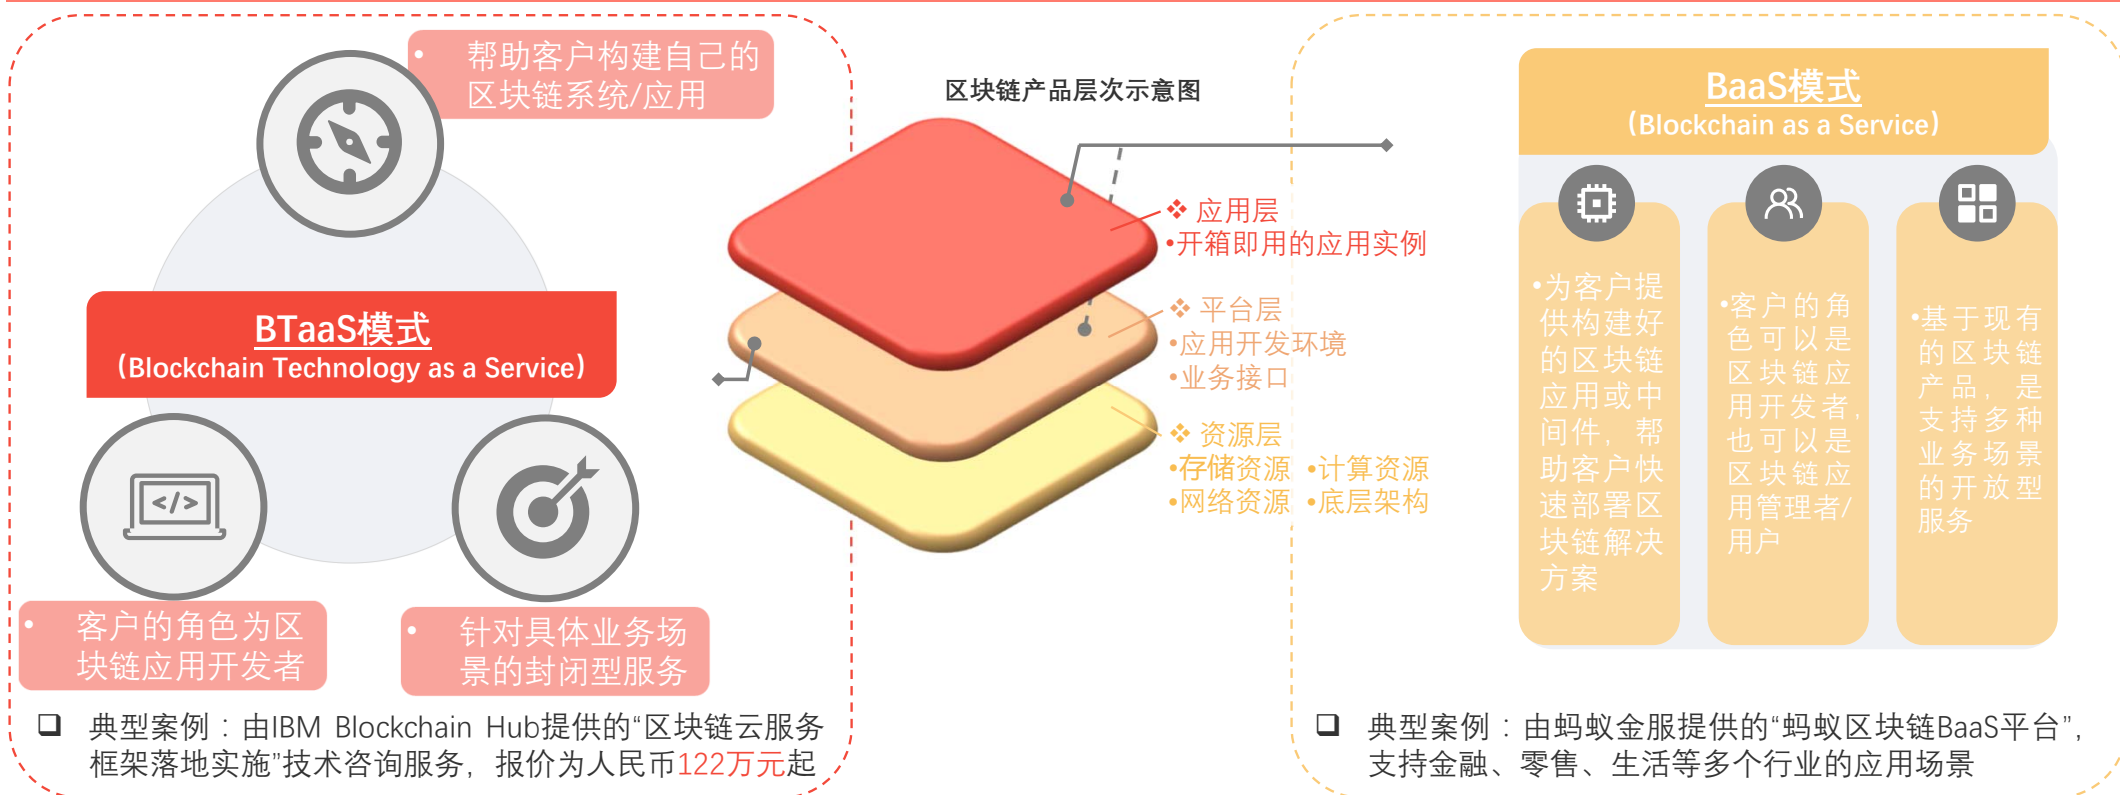 • 帮助客户构建自己的
区块链系统/应用
BTaaS模式
(Blockchain Technology as a Service)
• 客户的角色为区
块链应用开发者
• 针对具体业务场
景的封闭型服务
❑ 典型案例：由IBM Blockchain Hub提供的“区块链云服务
框架落地实施”技术咨询服务，报价为人民币122万元起
区块链产品层次示意图
❖ 应用层
•开箱即用的应用实例
❖ 平台层
•应用开发环境
•业务接口
❖ 资源层
•存储资源 •计算资源
•网络资源 •底层架构
BaaS模式
(Blockchain as a Service)
•为客户提
供构建好
的区块链
应用或中
间件，帮
助客户快
速部署区
块链解决
方案
•客户的角
色可以是
区块链应
用开发者，
也可以是
区块链应
用管理者/
用户
•基于现有
的区块链
产品，是
支持多种
业务场景
的开放型
服务
❑ 典型案例：由蚂蚁金服提供的“蚂蚁区块链BaaS平台”，
支持金融、零售、生活等多个行业的应用场景